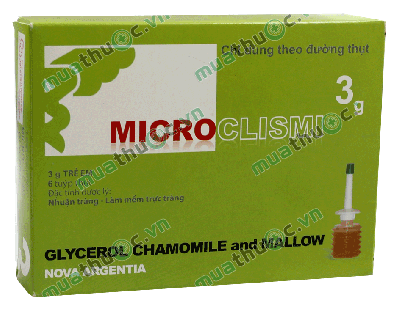 Chỉ dùng theo đường thụt
3g
MICROCLISMI
3 g TRẺ EM
6 tuýp
Đặc tính dược lý:
Nhuận tràng - Làm mềm trực tràng
GLYCEROL CHAMOMILE and MALLOW
NOVA ARGENTIA
muathuốc.vn